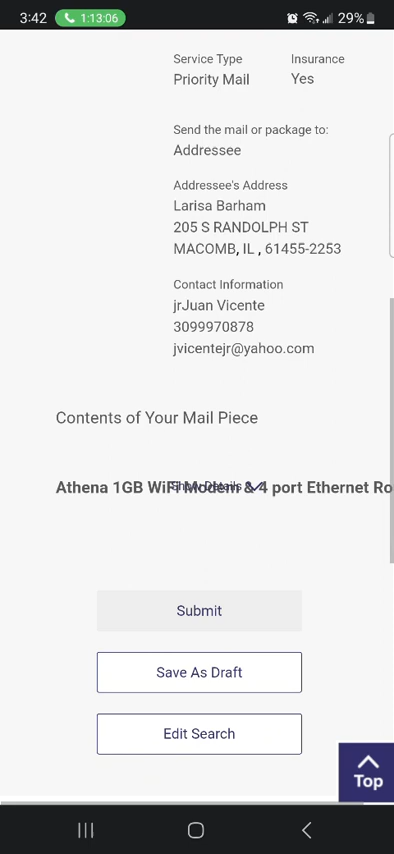 3:42 1:13:06 29%
Service Type Insurance
Priority Mail Yes
Send the mail or package to:
Addressee
Addressee's Address
Larisa Barham
205 S RANDOLPH ST
MACOMB, IL , 61455-2253
Contact Information
jrJuan Vicente
3099970878
jvicentejr@yahoo.com
Contents of Your Mail Piece
Athena 1GB WiFi Modem & 4 port Ethernet Ro
Show Details
Submit
Save As Draft
Edit Search
Top